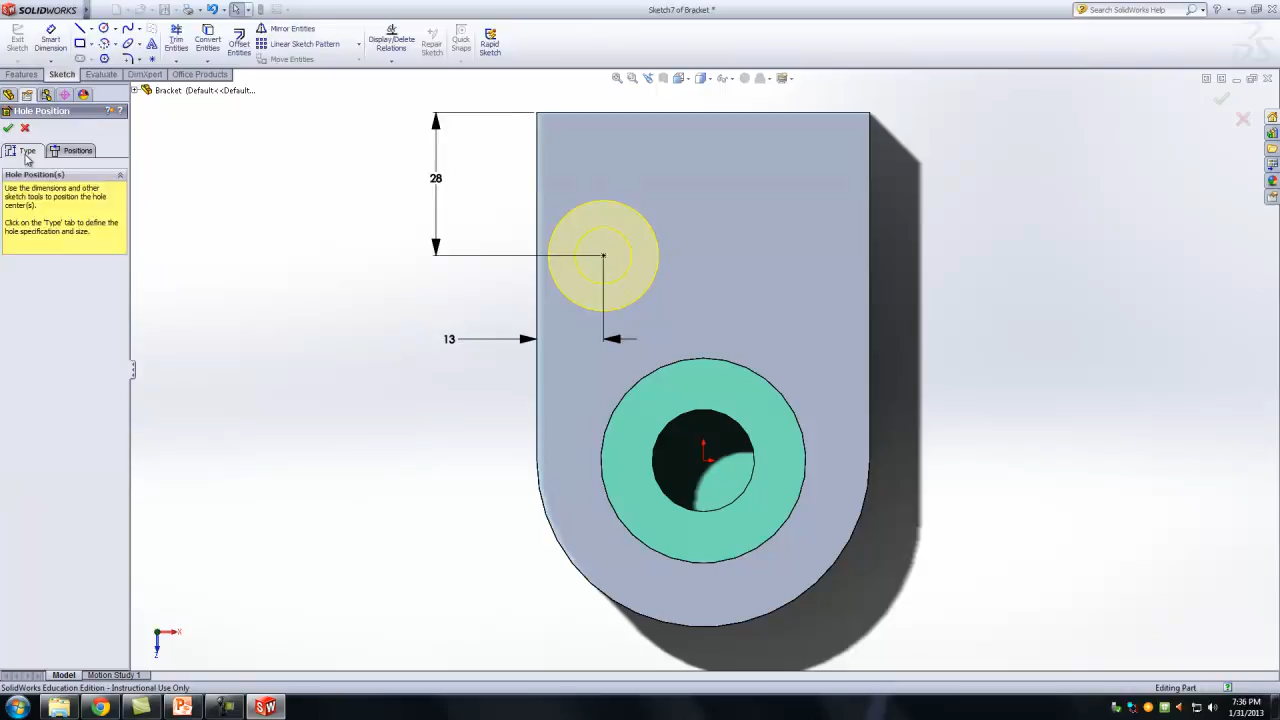 SOLIDWORKS
Sketch7 of Bracket *
Search SolidWorks Help
Exit Sketch
Smart Dimension
Trim Entities
Convert Entities
Offset Entities
Mirror Entities
Linear Sketch Pattern
Move Entities
Display/Delete Relations
Repair Sketch
Quick Snaps
Rapid Sketch
Features
Sketch
Evaluate
DimXpert
Office Products
Bracket (Default<<Default...
Hole Position
Type
Positions
Hole Position(s)
Use the dimensions and other
sketch tools to position the hole
center(s).
Click on the 'Type' tab to define the
hole specification and size.
28
13
X
Z
Model
Motion Study 1
SolidWorks Education Edition - Instructional Use Only
Editing Part
7:36 PM
1/31/2013